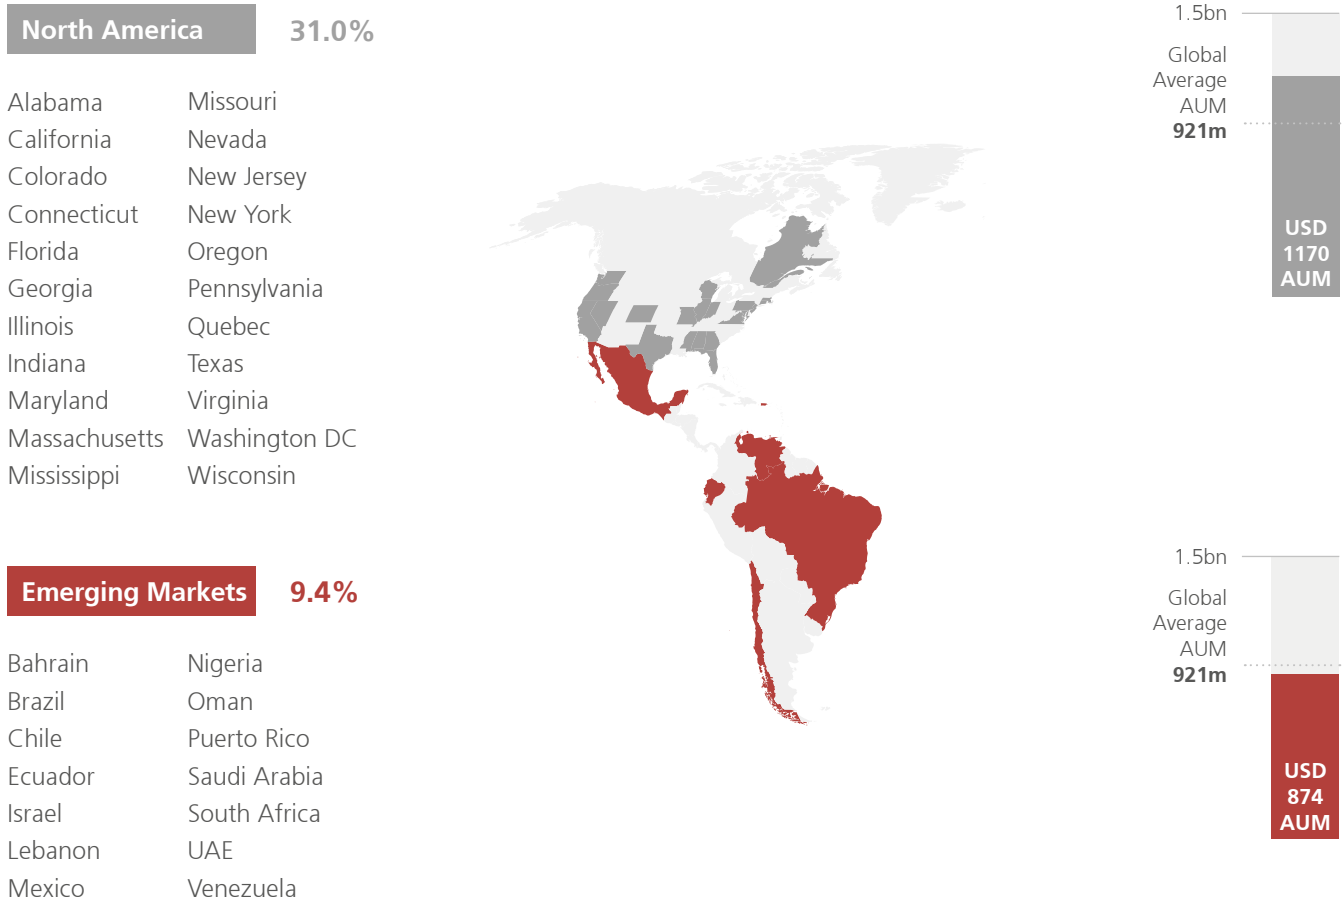 North America
31.0%
Alabama
California
Colorado
Connecticut
Florida
Georgia
Illinois
Indiana
Maryland
Massachusetts
Mississippi
Missouri
Nevada
New Jersey
New York
Oregon
Pennsylvania
Quebec
Texas
Virginia
Washington DC
Wisconsin
1.5bn
Global
Average
AUM
921m
USD
1170
AUM
Emerging Markets
9.4%
Bahrain
Brazil
Chile
Ecuador
Israel
Lebanon
Mexico
Nigeria
Oman
Puerto Rico
Saudi Arabia
South Africa
UAE
Venezuela
1.5bn
Global
Average
AUM
921m
USD
874
AUM